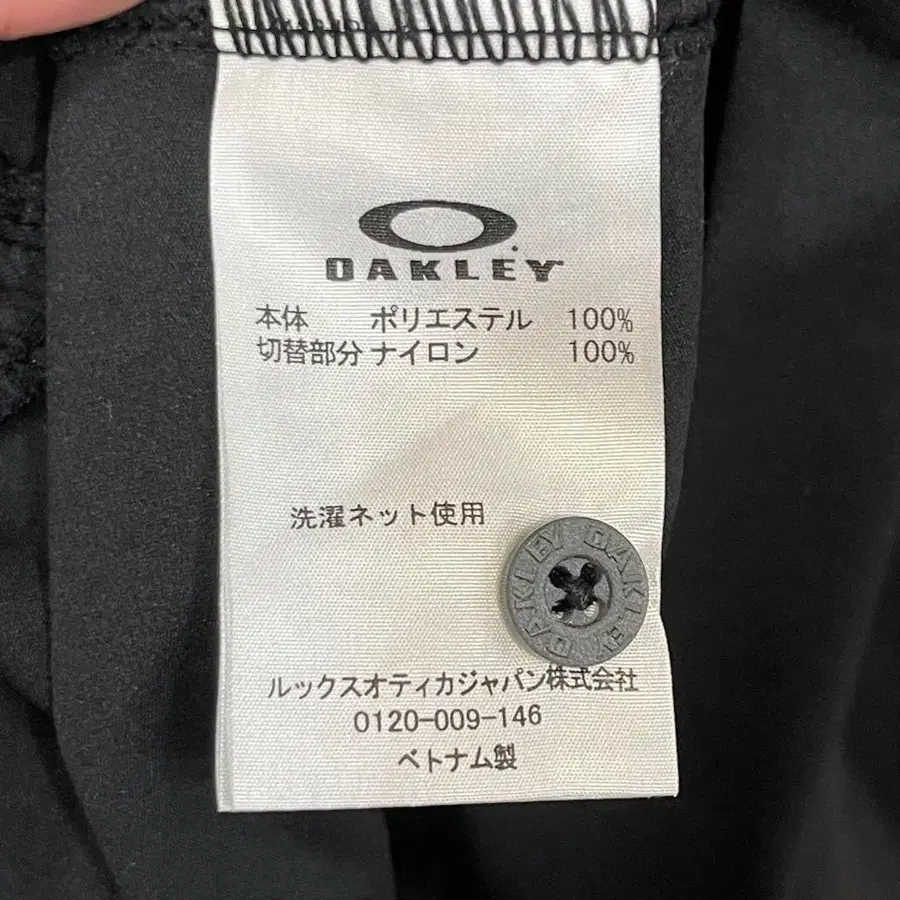 OAKLEY
本体 ポリエステル 100%
切替部分 ナイロン 100%
洗濯ネット使用
OAKLEY OAKLEY
ルックスオティカジャパン株式会社
0120-009-146
ベトナム製